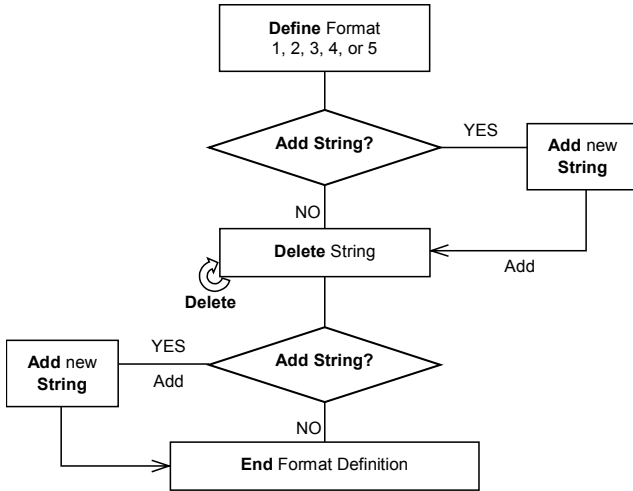 Define Format
1, 2, 3, 4, or 5
Add String?
YES
Add new
String
NO
Delete String
Add
Delete
YES
Add new
String
Add
Add String?
NO
End Format Definition